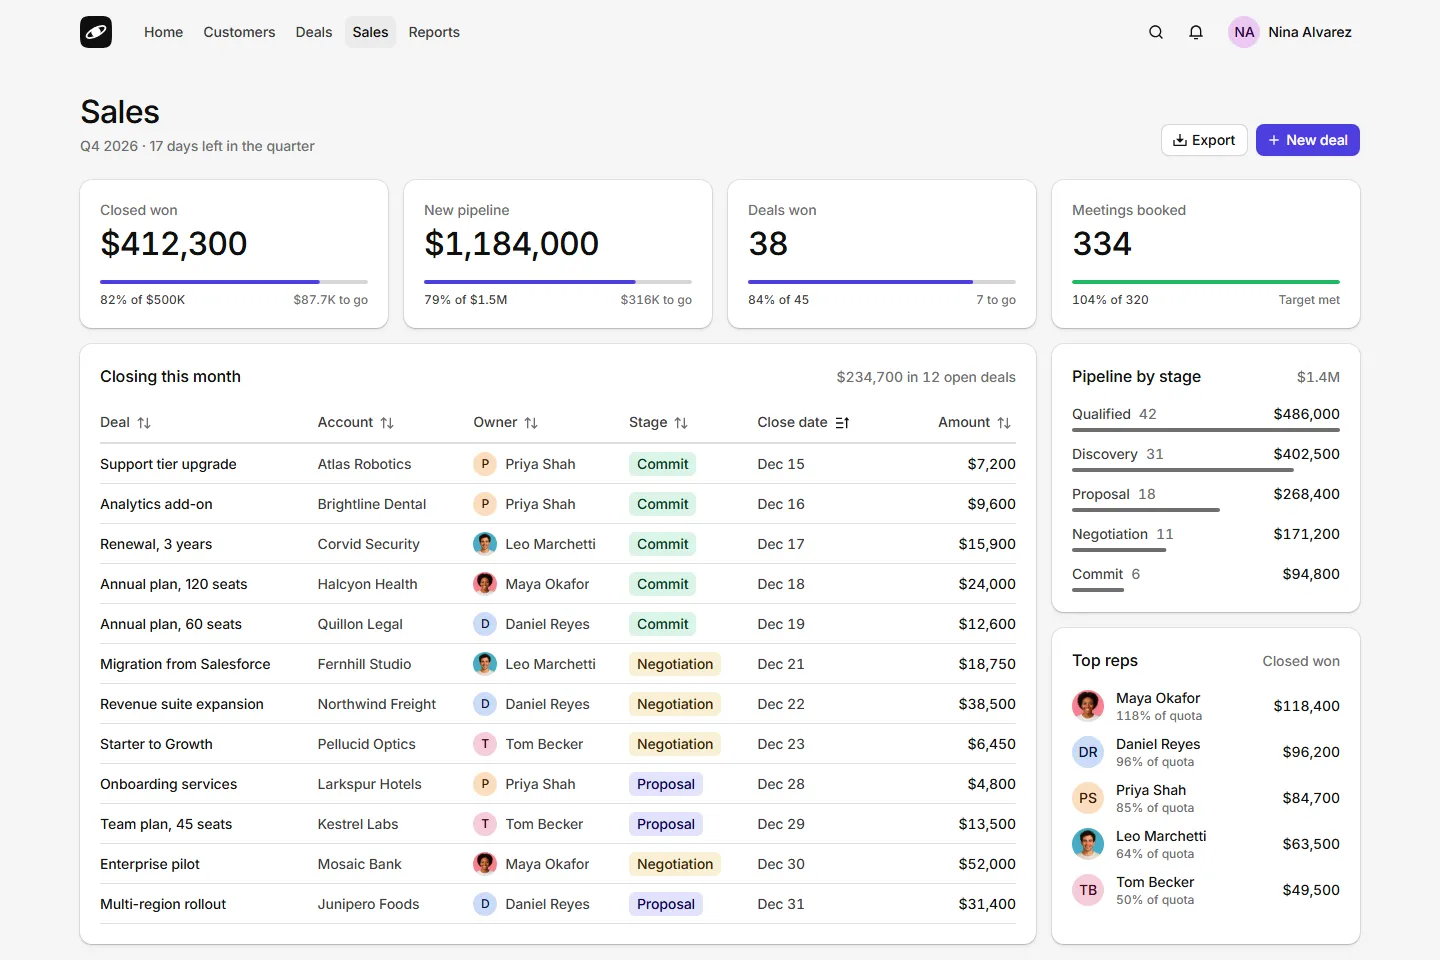 Home Customers Deals Sales Reports NA Nina Alvarez
Sales
Q4 2026 · 17 days left in the quarter
Export + New deal
Closed won
$412,300
82% of $500K $87.7K to go
New pipeline
$1,184,000
79% of $1.5M $316K to go
Deals won
38
84% of 45 7 to go
Meetings booked
334
104% of 320 Target met
Closing this month $234,700 in 12 open deals
Deal Account Owner Stage Close date Amount
Support tier upgrade Atlas Robotics P Priya Shah Commit Dec 15 $7,200
Analytics add-on Brightline Dental P Priya Shah Commit Dec 16 $9,600
Renewal, 3 years Corvid Security Leo Marchetti Commit Dec 17 $15,900
Annual plan, 120 seats Halcyon Health Maya Okafor Commit Dec 18 $24,000
Annual plan, 60 seats Quillon Legal D Daniel Reyes Commit Dec 19 $12,600
Migration from Salesforce Fernhill Studio Leo Marchetti Negotiation Dec 21 $18,750
Revenue suite expansion Northwind Freight D Daniel Reyes Negotiation Dec 22 $38,500
Starter to Growth Pellucid Optics T Tom Becker Negotiation Dec 23 $6,450
Onboarding services Larkspur Hotels P Priya Shah Proposal Dec 28 $4,800
Team plan, 45 seats Kestrel Labs T Tom Becker Proposal Dec 29 $13,500
Enterprise pilot Mosaic Bank Maya Okafor Negotiation Dec 30 $52,000
Multi-region rollout Junipero Foods D Daniel Reyes Proposal Dec 31 $31,400
Pipeline by stage $1.4M
Qualified 42 $486,000
Discovery 31 $402,500
Proposal 18 $268,400
Negotiation 11 $171,200
Commit 6 $94,800
Top reps Closed won
Maya Okafor $118,400
118% of quota
DR Daniel Reyes $96,200
96% of quota
PS Priya Shah $84,700
85% of quota
Leo Marchetti $63,500
64% of quota
TB Tom Becker $49,500
50% of quota